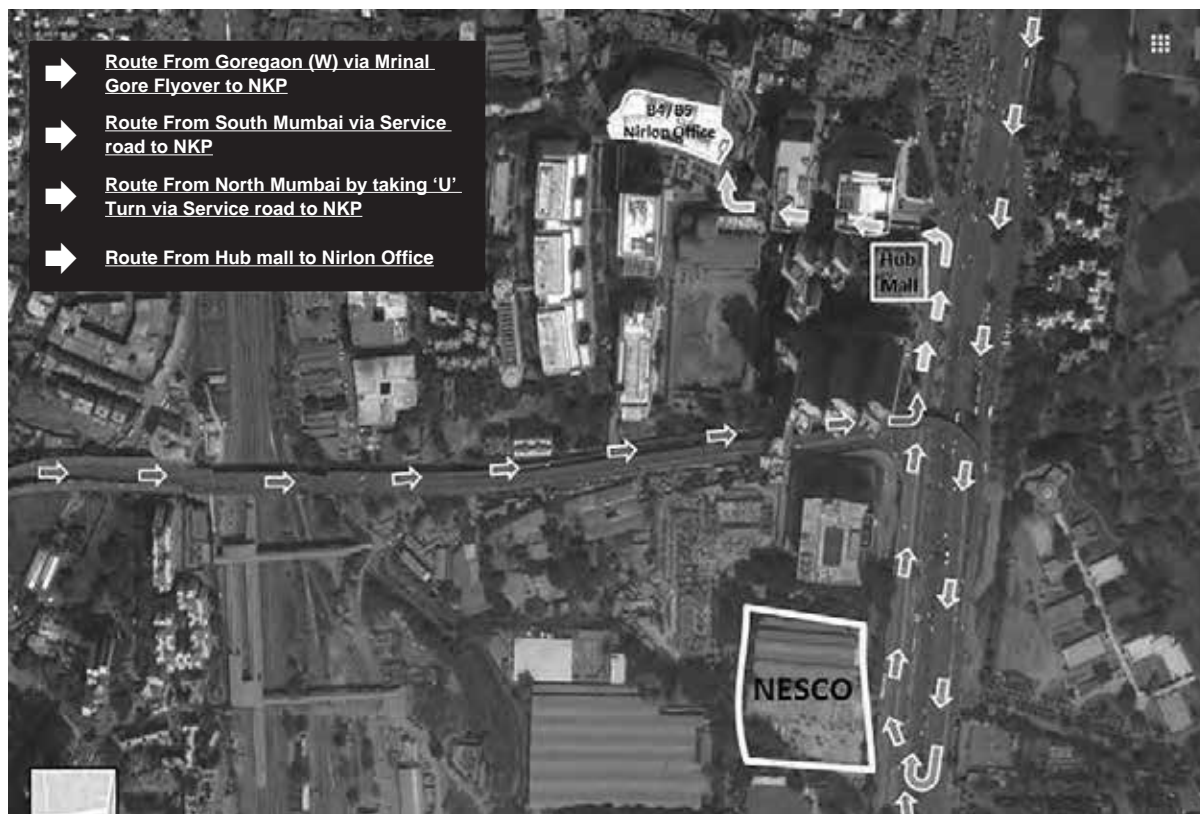 Route From Goregaon (W) via Mrinal
Gore Flyover to NKP
Route From South Mumbai via Service
road to NKP
Route From North Mumbai by taking ‘U’
Turn via Service road to NKP
Route From Hub mall to Nirlon Office
B4/B5
Nirlon Office
Hub
Mall
NESCO